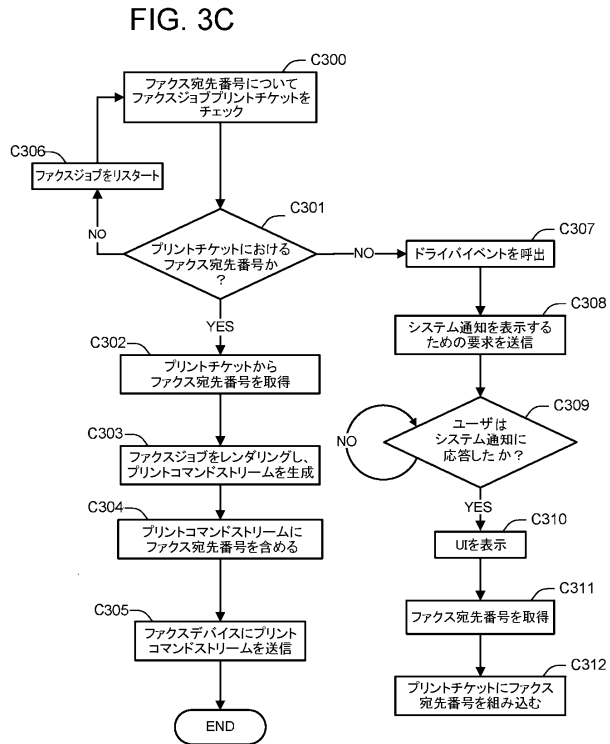 FIG. 3C
C300
ファクス宛先番号について
ファクスジョブプリントチケットを
チェック
C306
ファクスジョブをリスタート
C301
NO
プリントチケットにおける
ファクス宛先番号か
?
NO
C307
ドライバイベントを呼出
YES
C308
システム通知を表示する
ための要求を送信
C302
プリントチケットから
ファクス宛先番号を取得
C309
ユーザは
システム通知に
応答したか?
NO
C303
ファクスジョブをレンダリングし、
プリントコマンドストリームを生成
YES
C304
プリントコマンドストリームに
ファクス宛先番号を含める
C310
UIを表示
C305
ファクスデバイスにプリント
コマンドストリームを送信
C311
ファクス宛先番号を取得
C312
プリントチケットにファクス
宛先番号を組み込む
END